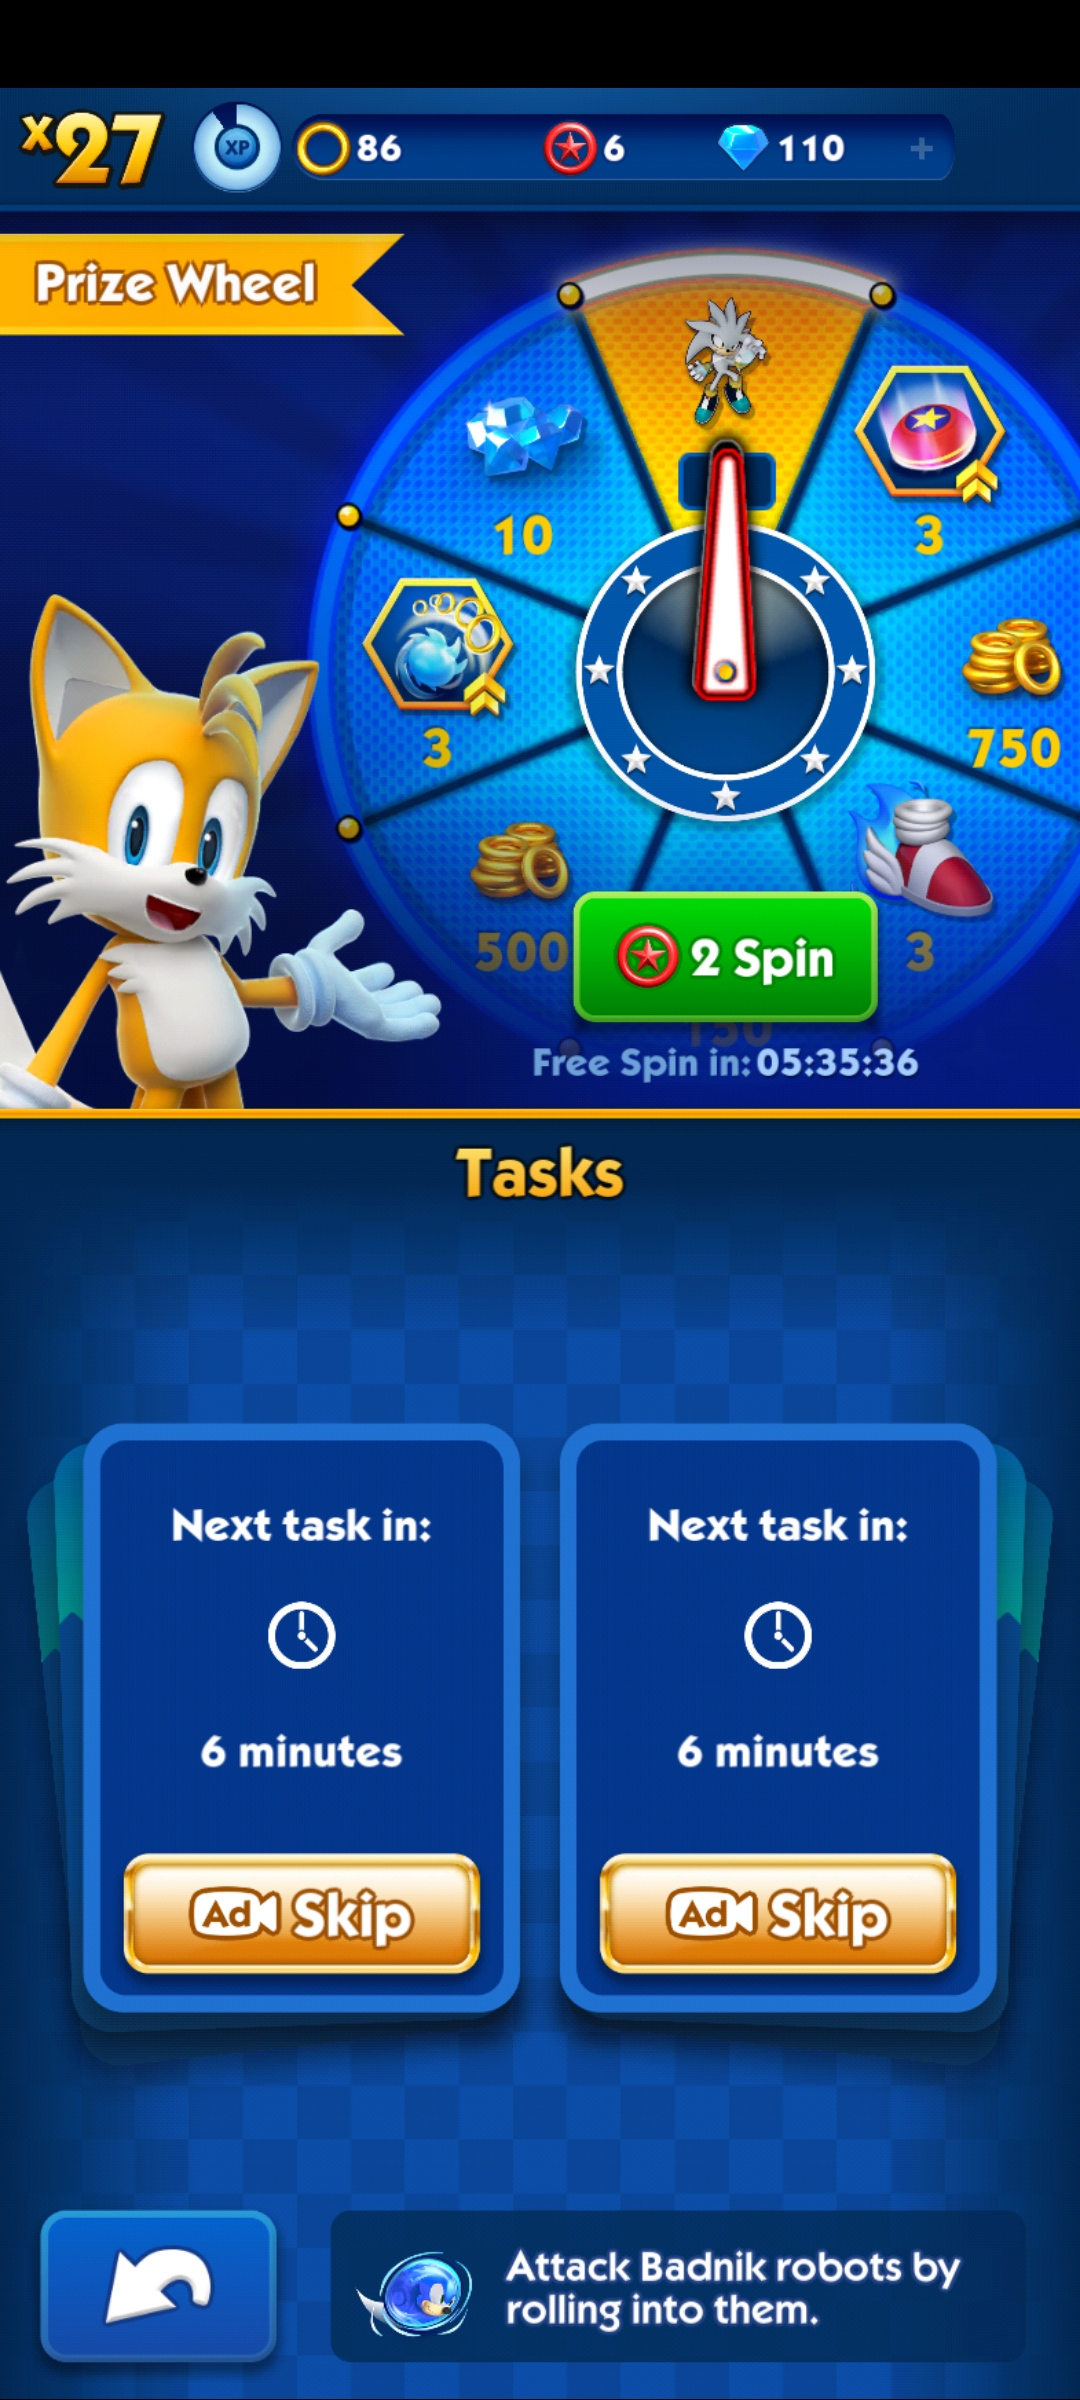 x27
XP
86
6
110
+
Prize Wheel
10
3
3
750
500
2 Spin
3
150
Free Spin in: 05:35:36
Tasks
Next task in:
6 minutes
Ad Skip
Next task in:
6 minutes
Ad Skip
Attack Badnik robots by
rolling into them.